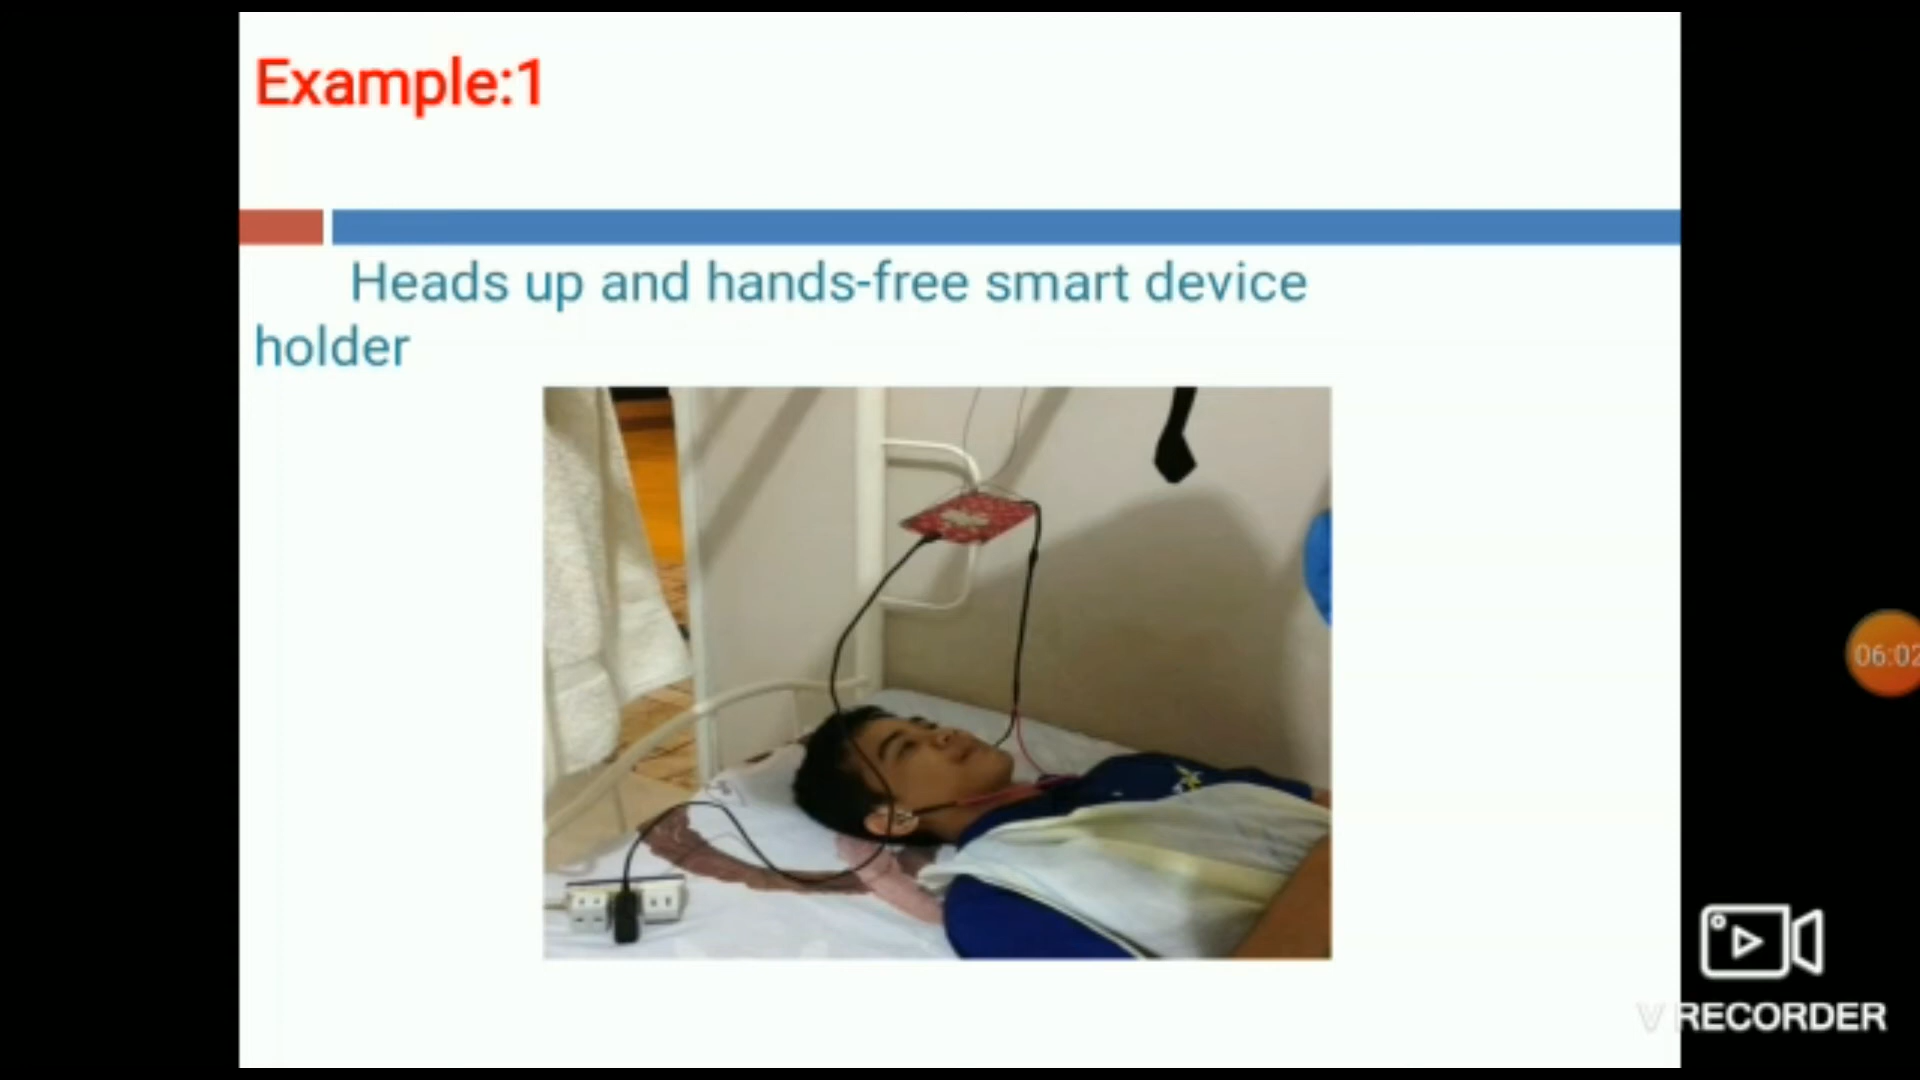 Example:1
Heads up and hands-free smart device
holder
06:02
V RECORDER